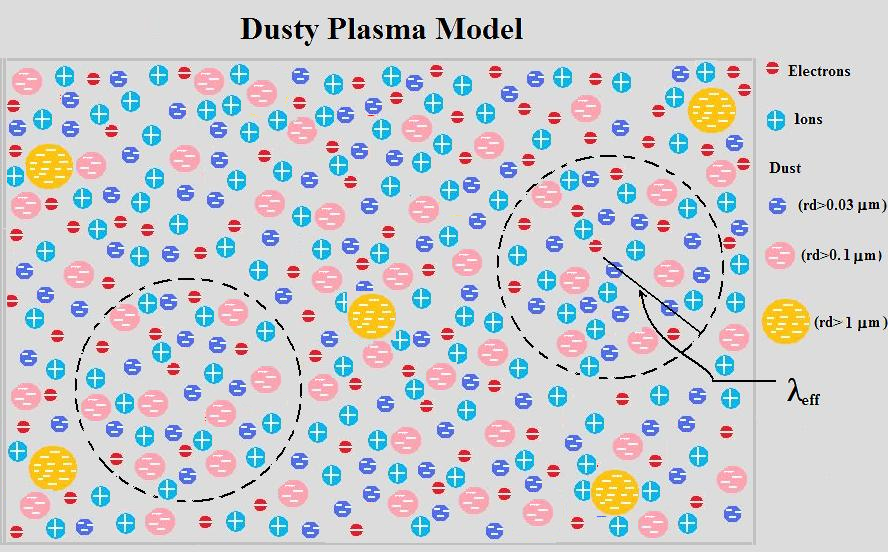 Dusty Plasma Model
Electrons
Ions
Dust
(rd>0.03 μm)
(rd>0.1 μm)
(rd> 1 μm)
λeff